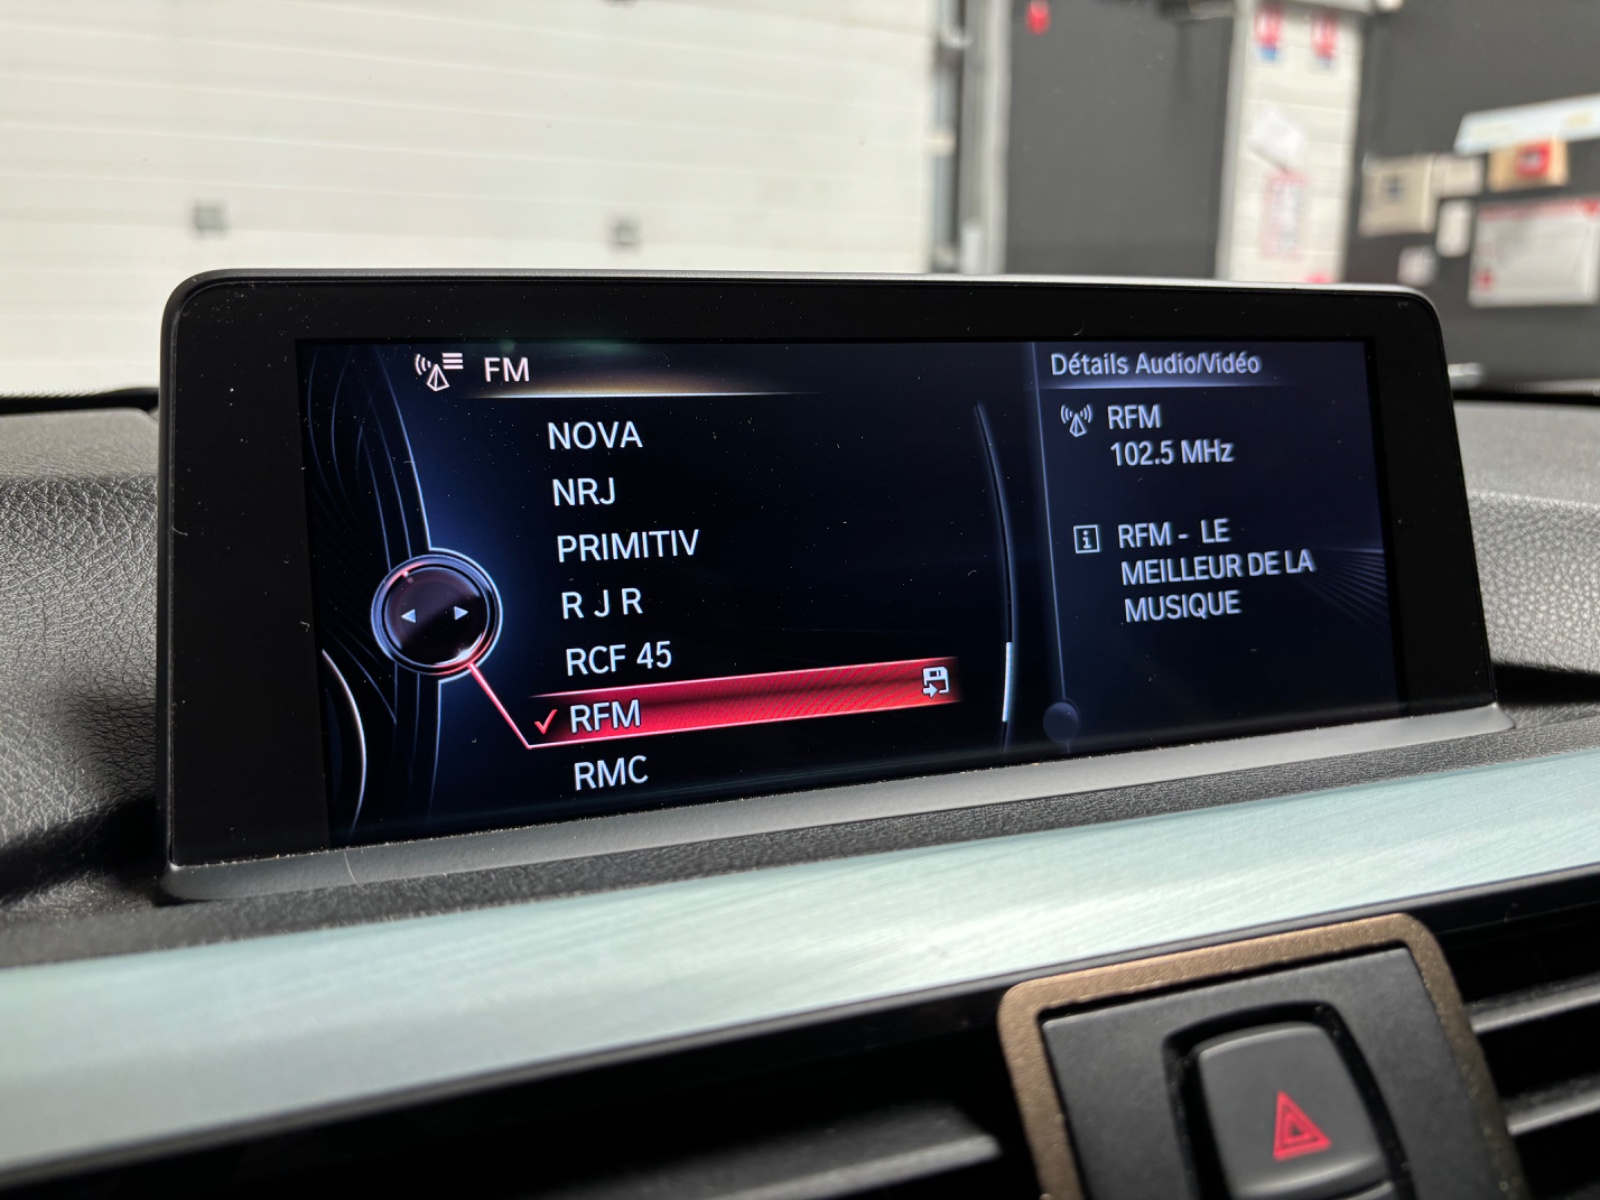 FM
NOVA
NRJ
PRIMITIV
R J R
RCF 45
RFM
RMC
Détails Audio/Vidéo
RFM
102.5 MHz
RFM - LE
MEILLEUR DE LA
MUSIQUE